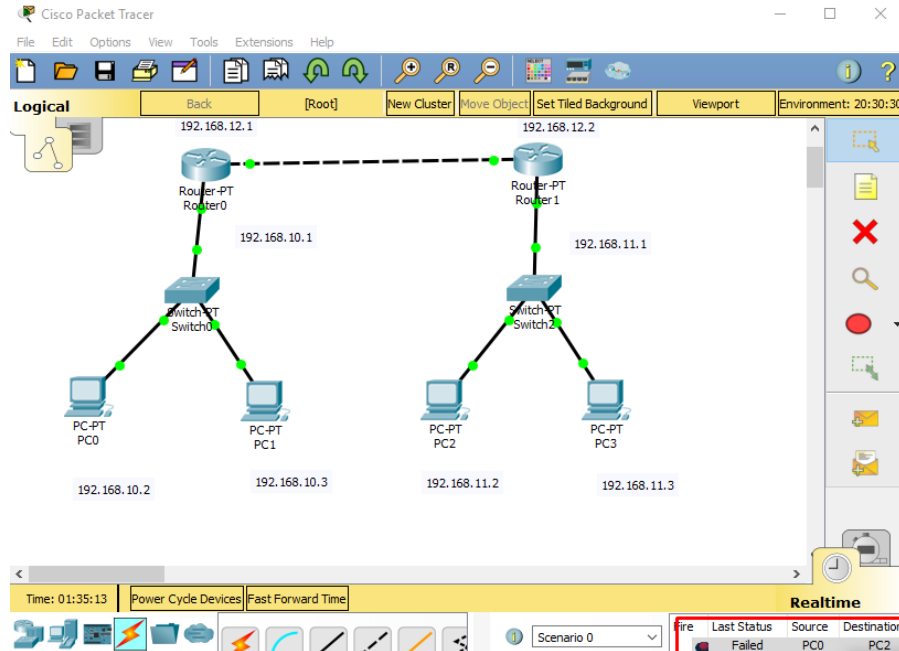 Cisco Packet Tracer
File Edit Options View Tools Extensions Help
Logical Back [Root] New Cluster Move Object Set Tiled Background Viewport Environment: 20:30:30
192.168.12.1 192.168.12.2
Router-PT
Router0
Router-PT
Router1
192.168.10.1 192.168.11.1
Switch-PT
Switch0
Switch-PT
Switch2
PC-PT
PC0
PC-PT
PC1
PC-PT
PC2
PC-PT
PC3
192.168.10.2 192.168.10.3 192.168.11.2 192.168.11.3
Time: 01:35:13 Power Cycle Devices Fast Forward Time
Realtime
Scenario 0
Fire Last Status Source Destination
Failed PC0 PC2